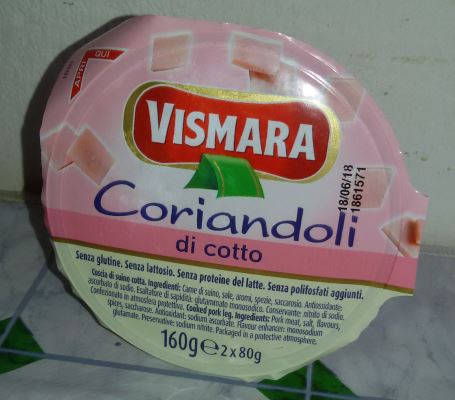 APRI QUI
VISMARA
18/06/18
1861571
Coriandoli
di cotto
Senza glutine. Senza lattosio. Senza proteine del latte. Senza polifosfati aggiunti.
Coscia di suino cotta. Ingredienti: Carne di suino, sale, aromi, spezie, saccarosio. Antiossidante:
ascorbato di sodio. Esaltatore di sapidità: glutammato monosodico. Conservante: nitrito di sodio.
Confezionato in atmosfera protettiva. Cooked pork leg. Ingredients: Pork meat, salt, flavours,
spices, saccharose. Antioxidant: sodium ascorbate. Flavour enhancer: monosodium
glutamate. Preservative: sodium nitrite. Packaged in a protective atmosphere.
160g℮2x80g